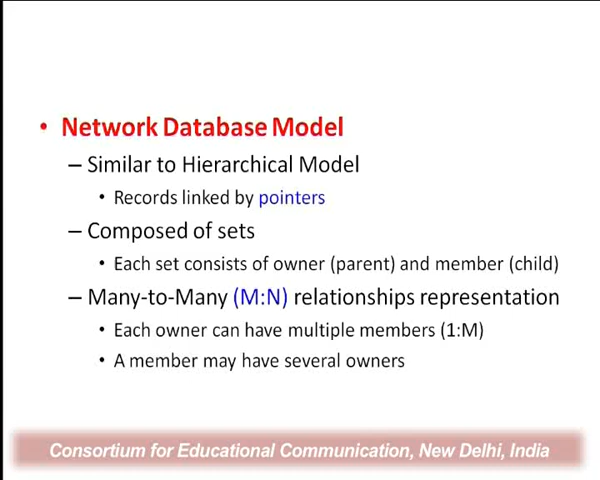 • Network Database Model
– Similar to Hierarchical Model
• Records linked by pointers
– Composed of sets
• Each set consists of owner (parent) and member (child)
– Many-to-Many (M:N) relationships representation
• Each owner can have multiple members (1:M)
• A member may have several owners
Consortium for Educational Communication, New Delhi, India